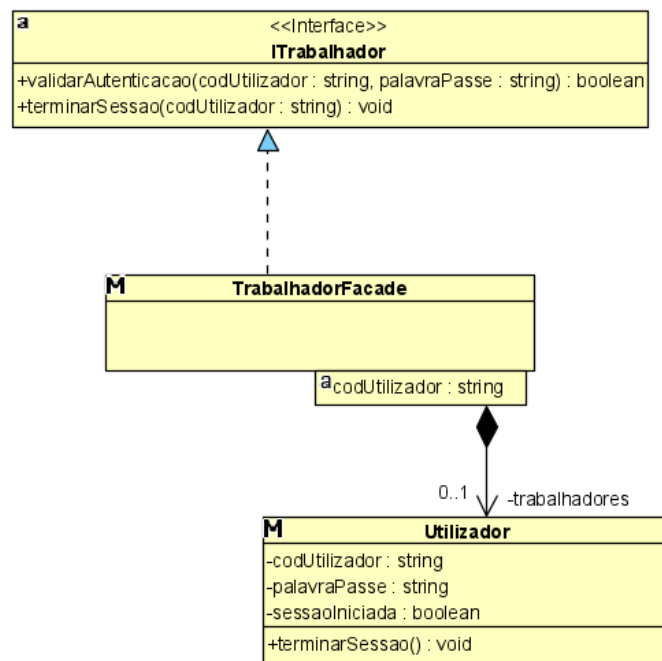 a
<<Interface>>
ITrabalhador
+validarAutenticacao(codUtilizador : string, palavraPasse : string) : boolean
+terminarSessao(codUtilizador : string) : void
M
TrabalhadorFacade
a
codUtilizador : string
0..1
-trabalhadores
M
Utilizador
-codUtilizador : string
-palavraPasse : string
-sessaoIniciada : boolean
+terminarSessao() : void